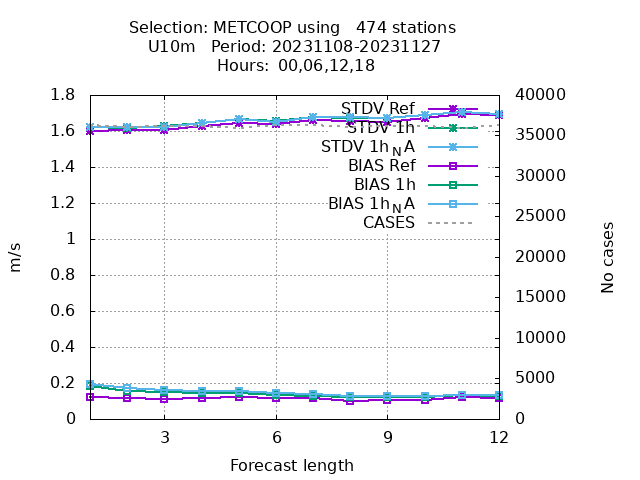 Selection: METCOOP using   474 stations
U10m   Period: 20231108-20231127
Hours: 00,06,12,18
1.8
1.6
1.4
1.2
1
0.8
0.6
0.4
0.2
0
m/s
STDV Ref
STDV 1h
STDV 1h_NA
BIAS Ref
BIAS 1h
BIAS 1h_NA
CASES
40000
35000
30000
25000
20000
15000
10000
5000
0
No cases
3 6 9 12
Forecast length